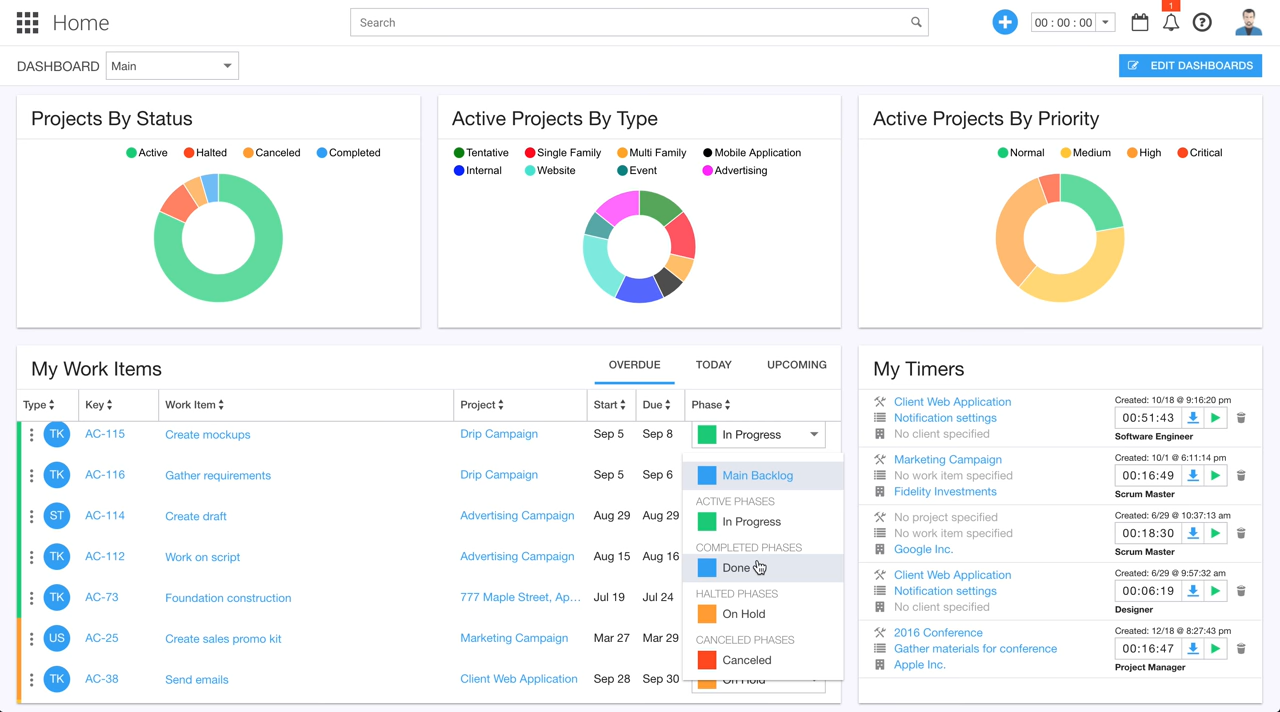 Home
Search
00 : 00 : 00
1
?
DASHBOARD
Main
EDIT DASHBOARDS
Projects By Status
Active
Halted
Canceled
Completed
Active Projects By Type
Tentative
Single Family
Multi Family
Mobile Application
Internal
Website
Event
Advertising
Active Projects By Priority
Normal
Medium
High
Critical
My Work Items
OVERDUE
TODAY
UPCOMING
Type Key Work Item Project Start Due Phase
TK AC-115 Create mockups Drip Campaign Sep 5 Sep 8 In Progress
TK AC-116 Gather requirements Drip Campaign Sep 5 Sep 6
ST AC-114 Create draft Advertising Campaign Aug 29 Aug 29
TK AC-112 Work on script Advertising Campaign Aug 15 Aug 16
TK AC-73 Foundation construction 777 Maple Street, Ap... Jul 19 Jul 24
US AC-25 Create sales promo kit Marketing Campaign Mar 27 Mar 29
TK AC-38 Send emails Client Web Application Sep 28 Sep 30 On Hold
Main Backlog
ACTIVE PHASES
In Progress
COMPLETED PHASES
Done
HALTED PHASES
On Hold
CANCELED PHASES
Canceled
My Timers
Client Web Application
Notification settings
No client specified
Created: 10/18 @ 9:16:20 pm
00:51:43
Software Engineer
Marketing Campaign
No work item specified
Fidelity Investments
Created: 10/1 @ 6:11:14 pm
00:16:49
Scrum Master
No project specified
No work item specified
Google Inc.
Created: 6/29 @ 10:37:13 am
00:18:30
Scrum Master
Client Web Application
Notification settings
No client specified
Created: 6/29 @ 9:57:32 am
00:06:19
Designer
2016 Conference
Gather materials for conference
Apple Inc.
Created: 12/18 @ 8:27:43 pm
00:16:47
Project Manager